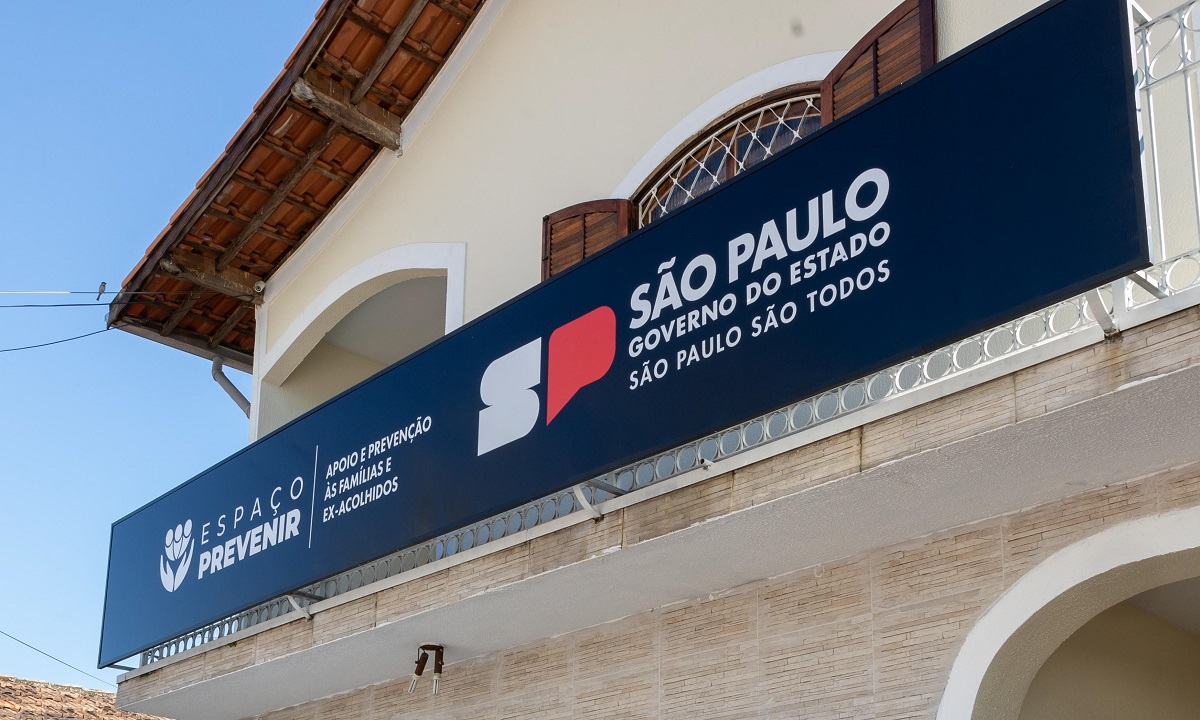 ESPAÇO
PREVENIR
APOIO E PREVENÇÃO
ÀS FAMÍLIAS E
EX-ACOLHIDOS
SP
SÃO PAULO
GOVERNO DO ESTADO
SÃO PAULO SÃO TODOS